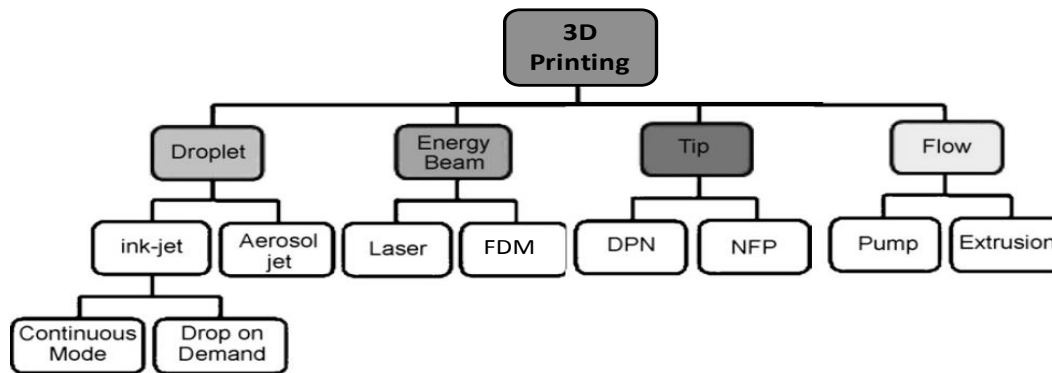 3D
Printing
Droplet
Energy
Beam
Tip
Flow
ink-jet
Aerosol
jet
Laser
FDM
DPN
NFP
Pump
Extrusion
Continuous
Mode
Drop on
Demand